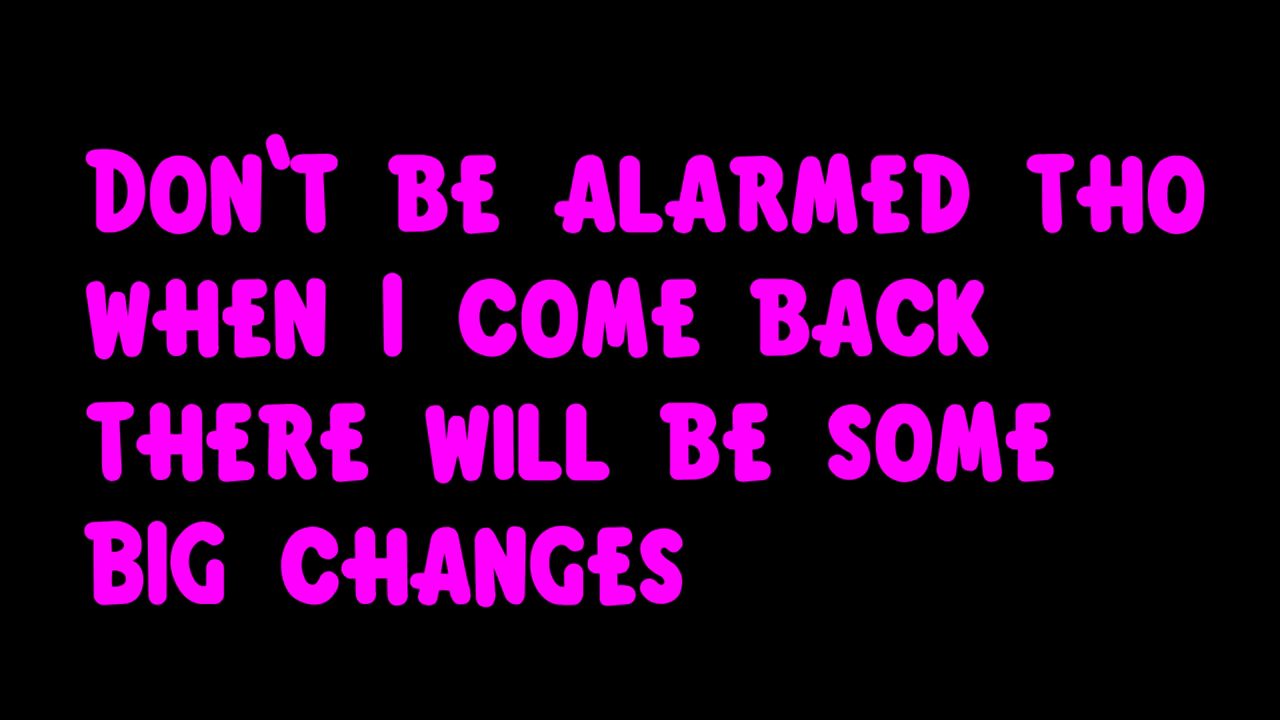 DON'T BE ALARMED THO
WHEN I COME BACK
THERE WILL BE SOME
BIG CHANGES